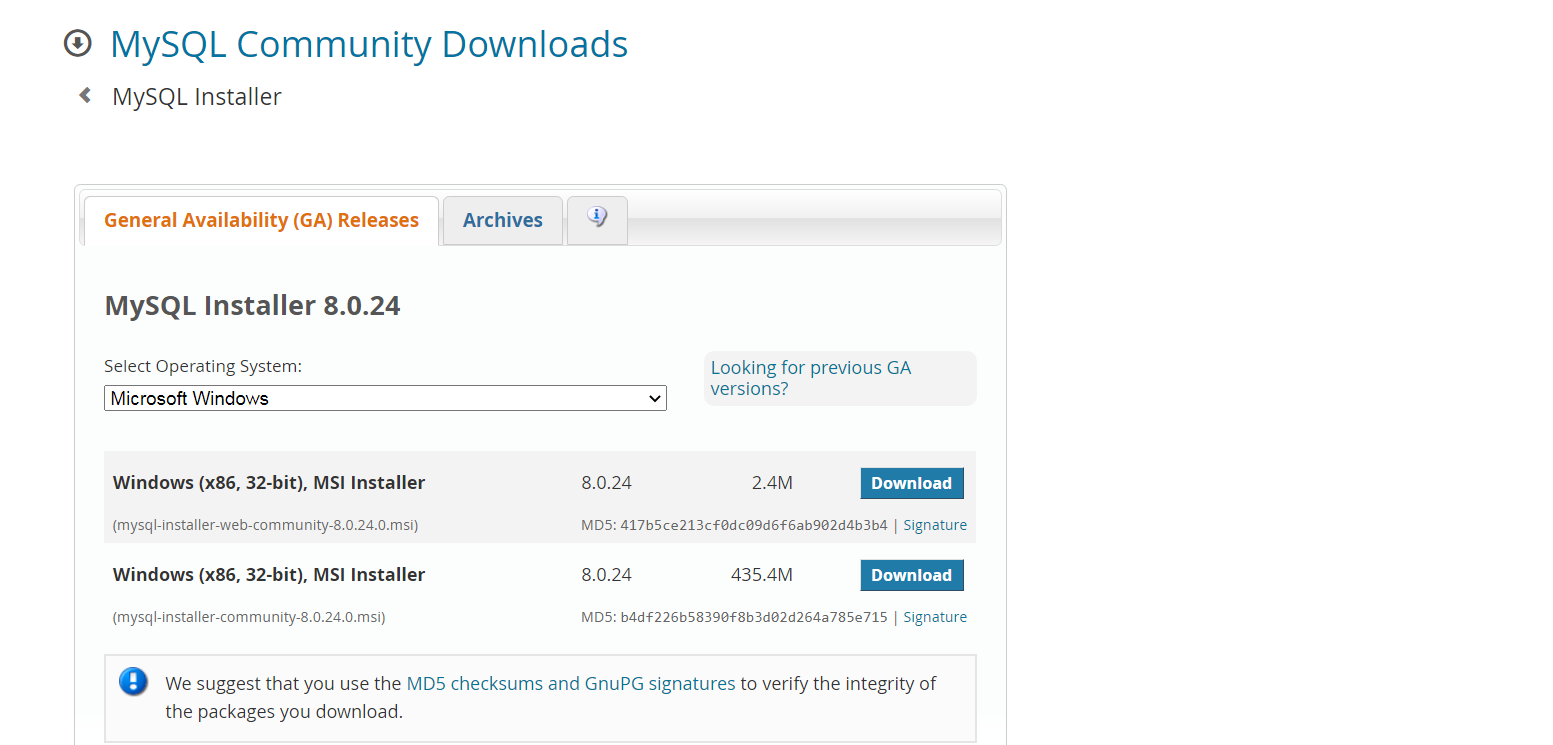 MySQL Community Downloads
MySQL Installer
General Availability (GA) Releases
Archives
MySQL Installer 8.0.24
Select Operating System:
Microsoft Windows
Looking for previous GA
versions?
Windows (x86, 32-bit), MSI Installer 8.0.24 2.4M Download
(mysql-installer-web-community-8.0.24.0.msi) MD5: 417b5ce213cf0dc09d6f6ab902d4b3b4 | Signature
Windows (x86, 32-bit), MSI Installer 8.0.24 435.4M Download
(mysql-installer-community-8.0.24.0.msi) MD5: b4df226b58390f8b3d02d264a785e715 | Signature
We suggest that you use the MD5 checksums and GnuPG signatures to verify the integrity of
the packages you download.